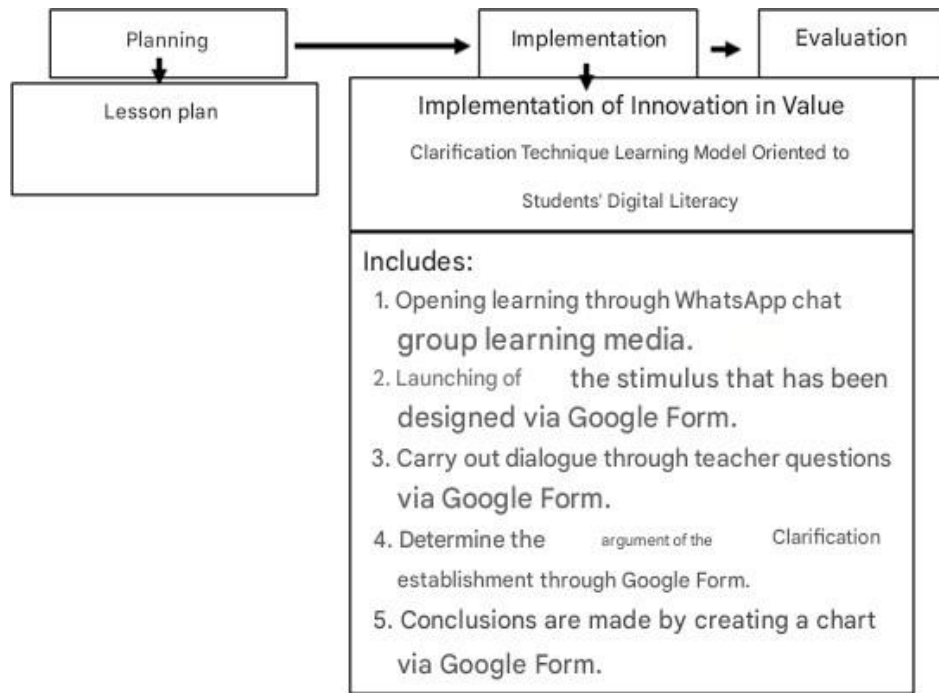 Planning
Implementation
Evaluation
Lesson plan
Implementation of Innovation in Value
Clarification Technique Learning Model Oriented to
Students' Digital Literacy
Includes:
1. Opening learning through WhatsApp chat
group learning media.
2. Launching of the stimulus that has been
designed via Google Form.
3. Carry out dialogue through teacher questions
via Google Form.
4. Determine the argument of the Clarification
establishment through Google Form.
5. Conclusions are made by creating a chart
via Google Form.